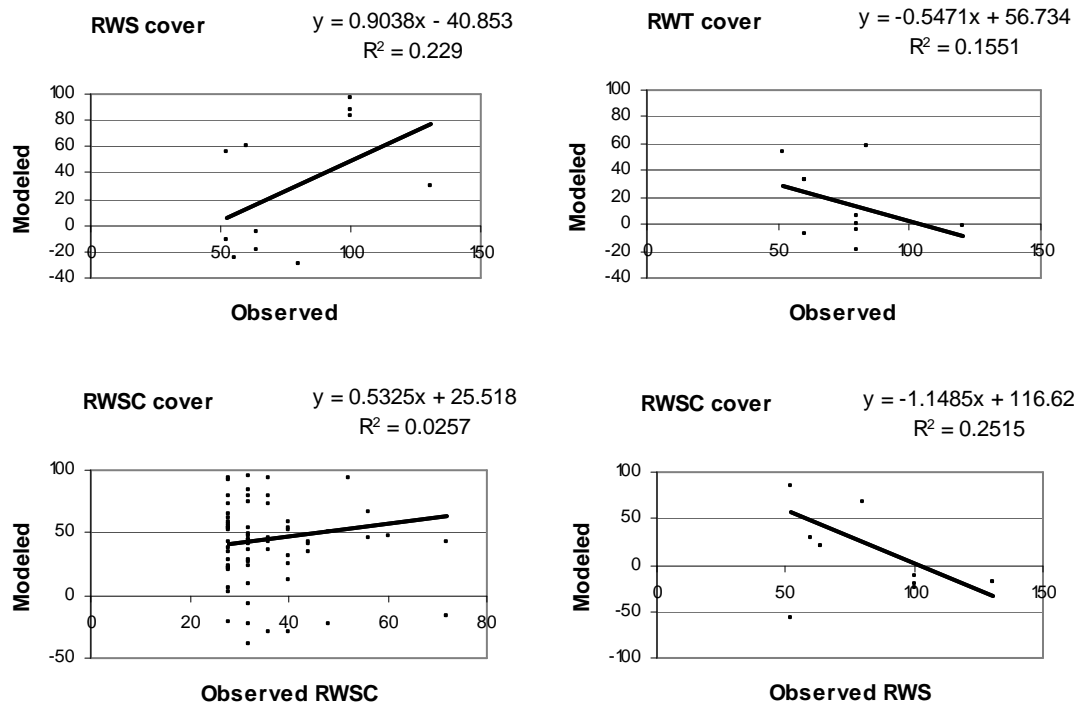 RWS cover
y = 0.9038x - 40.853
R² = 0.229
100
80
60
40
20
0
-20
-40
0
50
100
150
Modeled
Observed
RWT cover
y = -0.5471x + 56.734
R² = 0.1551
100
80
60
40
20
0
-20
-40
0
50
100
150
Modeled
Observed
RWSC cover
y = 0.5325x + 25.518
R² = 0.0257
100
50
0
-50
0
20
40
60
80
Modeled
Observed RWSC
RWSC cover
y = -1.1485x + 116.62
R² = 0.2515
100
50
0
-50
-100
0
50
100
150
Modeled
Observed RWS